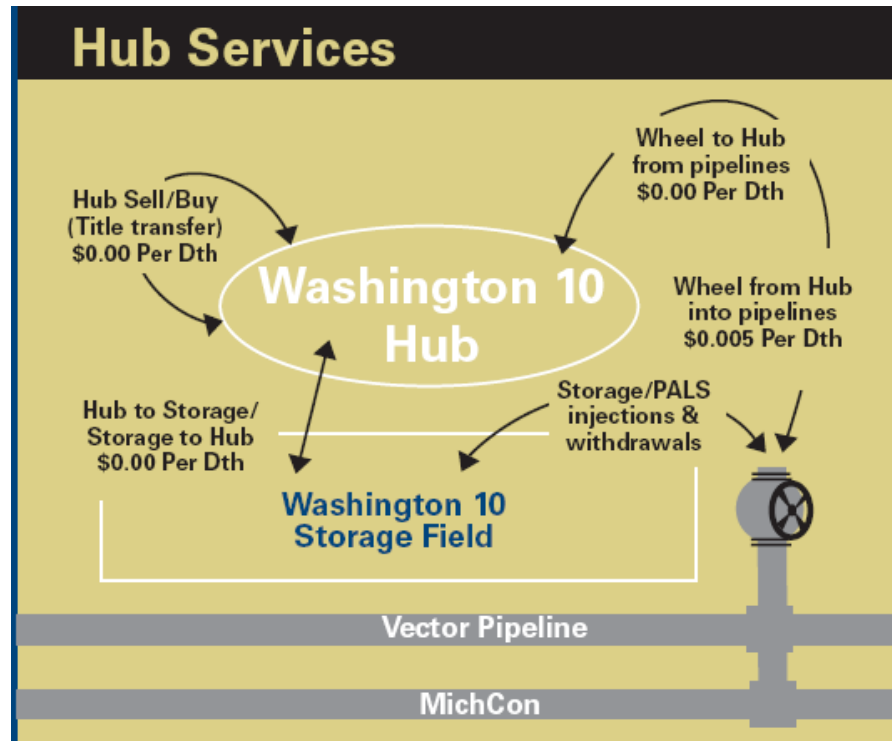 Hub Services
Hub Sell/Buy
(Title transfer)
$0.00 Per Dth
Wheel to Hub
from pipelines
$0.00 Per Dth
Washington 10
Hub
Wheel from Hub
into pipelines
$0.005 Per Dth
Hub to Storage/
Storage to Hub
$0.00 Per Dth
Storage/PALS
injections &
withdrawals
Washington 10
Storage Field
Vector Pipeline
MichCon